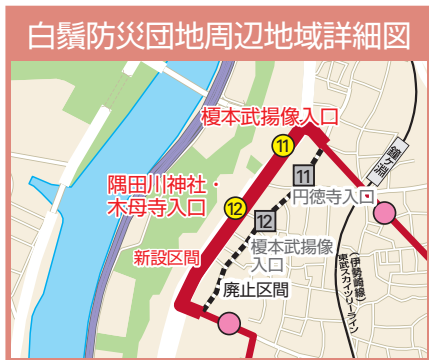 白鬚防災団地周辺地域詳細図
榎本武揚像入口
11
鐘ヶ淵
11
円徳寺入口
隅田川神社・
木母寺入口
12
12
榎本武揚像
入口
新設区間
廃止区間
(伊勢崎線)
東武スカイツリーライン